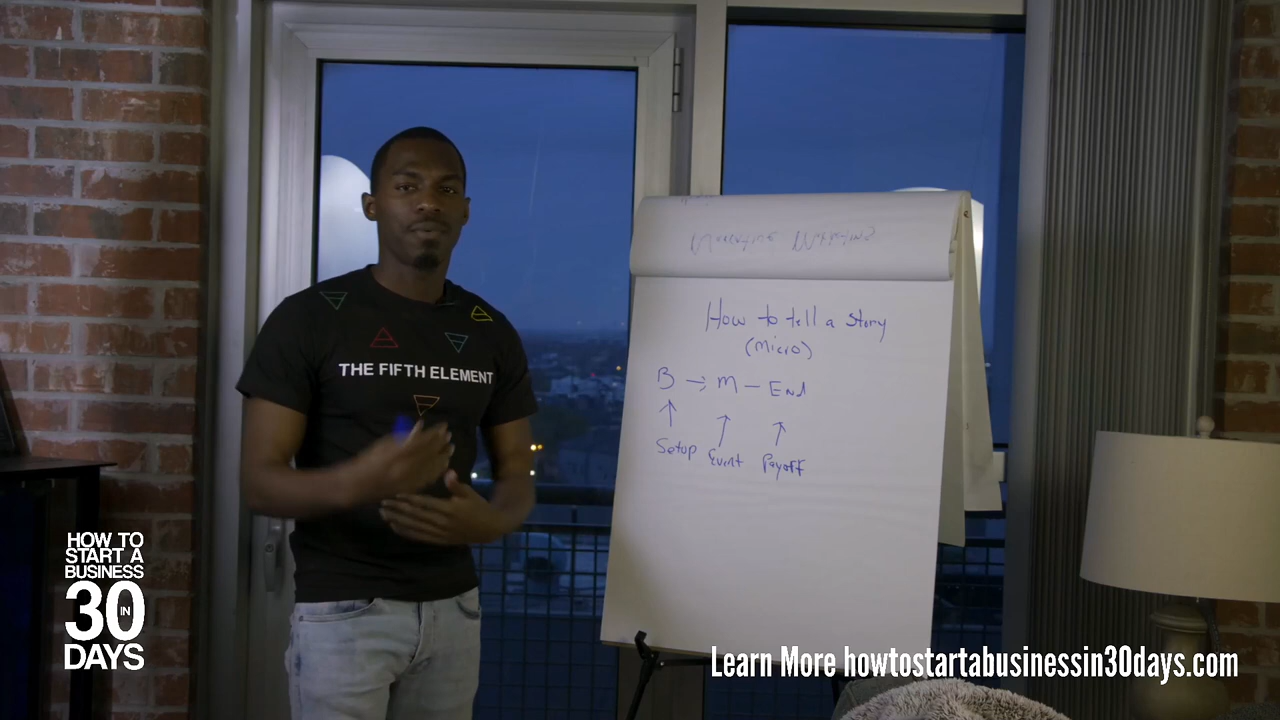 How to tell a Story
(Micro)
B → M — End
Setup Event Payoff
THE FIFTH ELEMENT
HOW TO
START A
BUSINESS
30 IN
DAYS
Learn More howtostartabusinessin30days.com